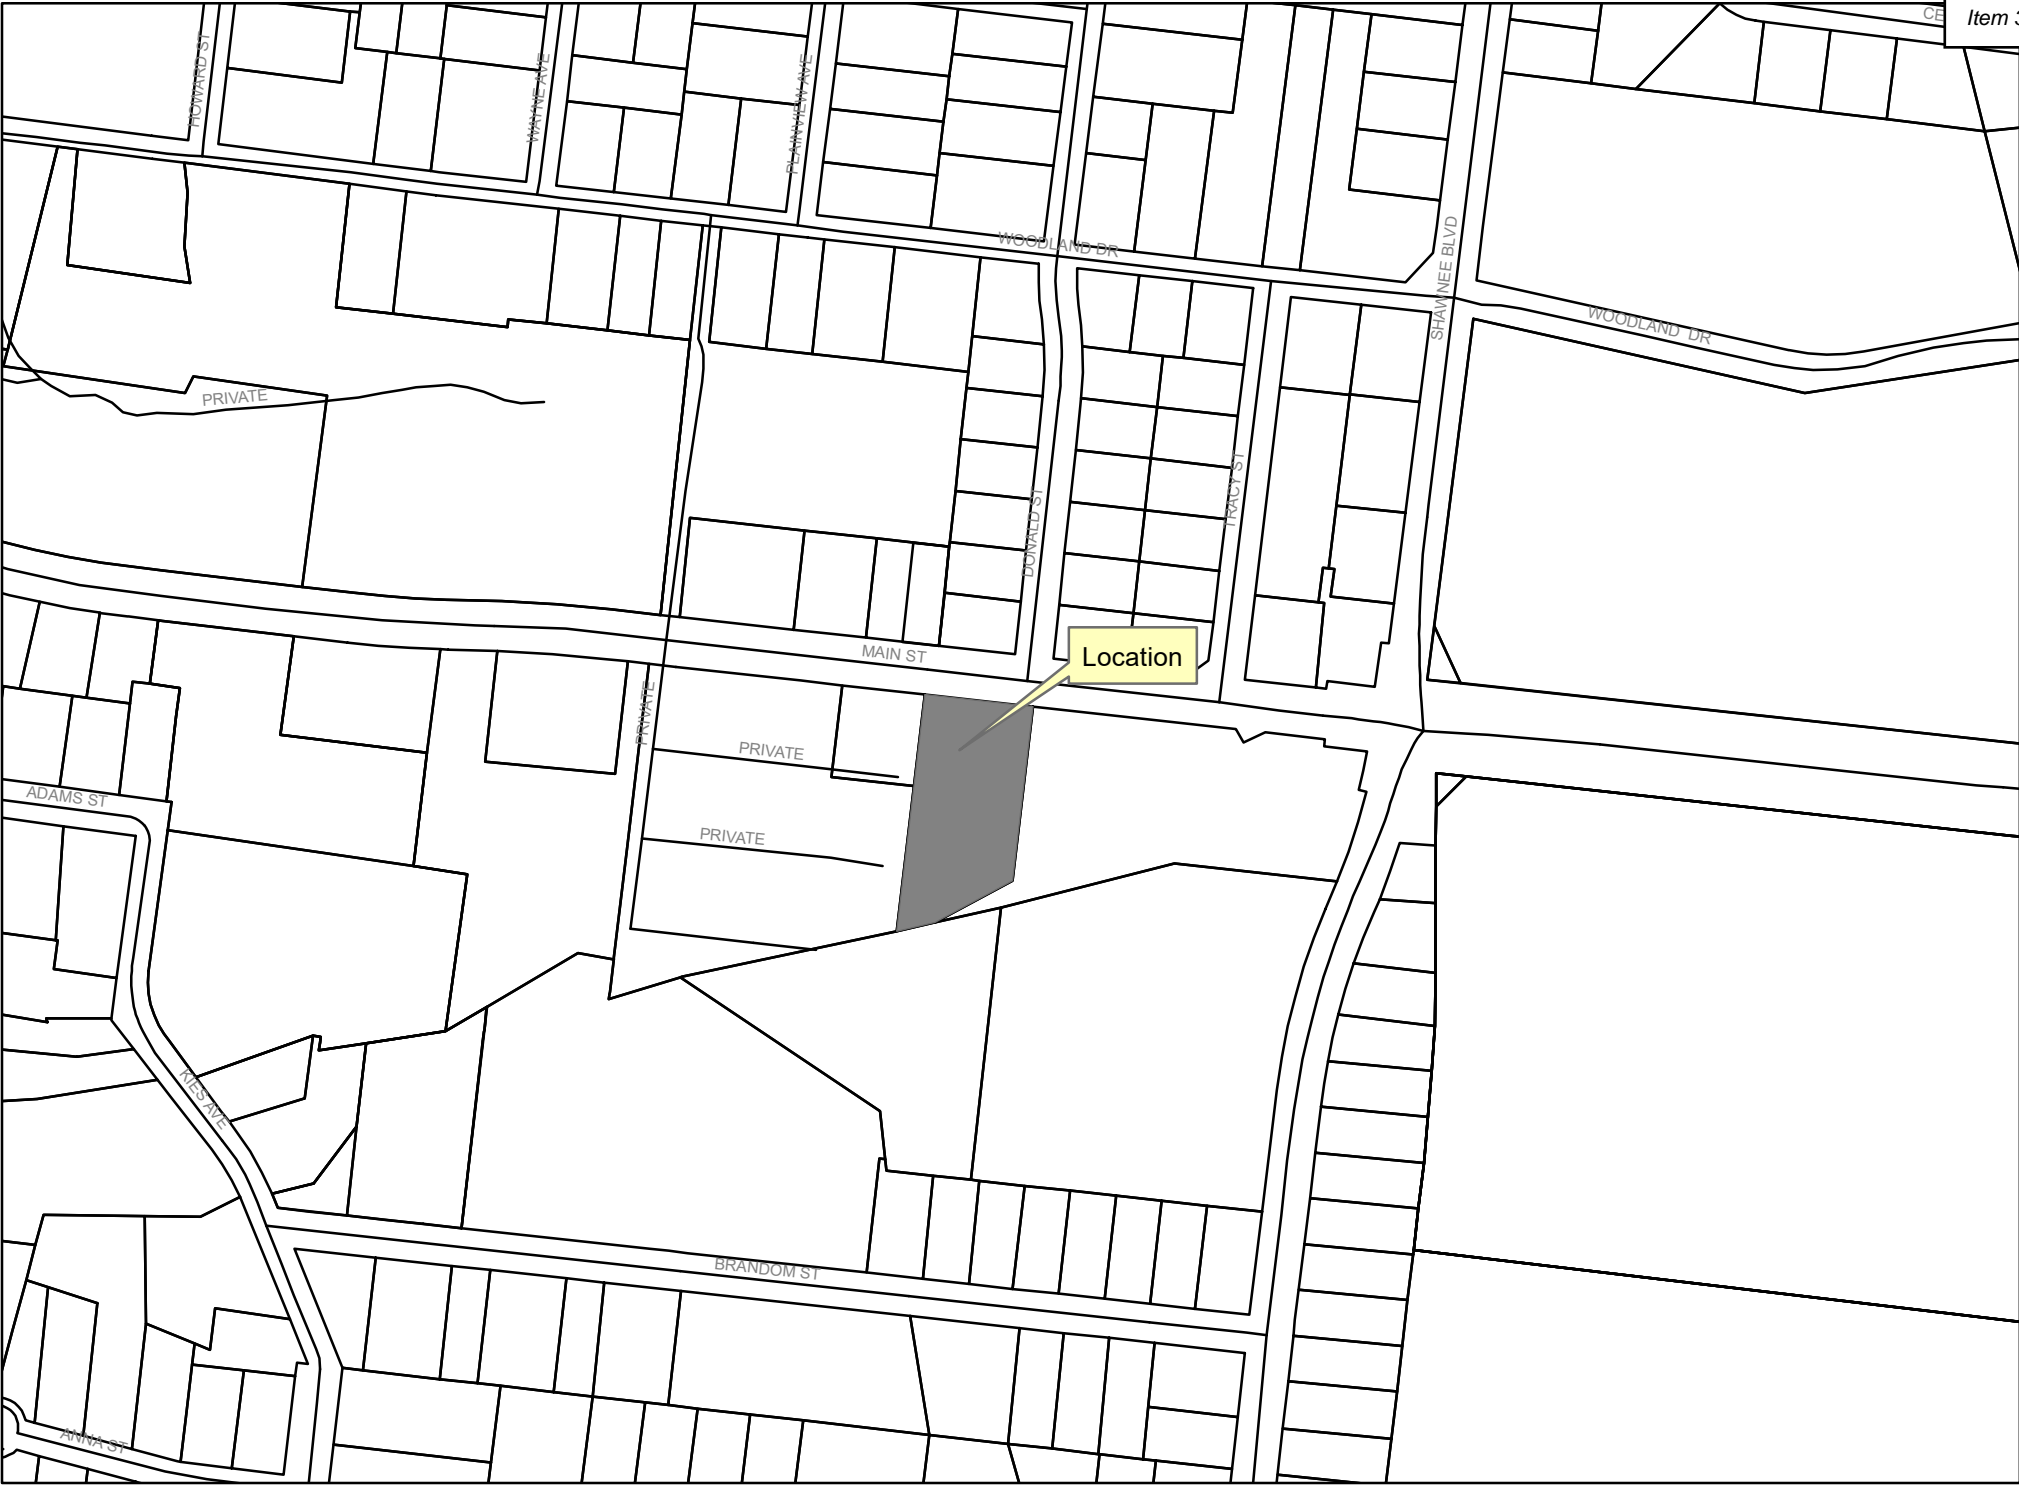 CE
Item 3
HOWARD ST
WAYNE AVE
PLAINVIEW AVE
WOODLAND DR
SHAWNEE BLVD
WOODLAND DR
PRIVATE
DONALD ST
TRACY ST
MAIN ST
Location
PRIVATE
PRIVATE
PRIVATE
ADAMS ST
KIES AVE
BRANDOM ST
ANNA ST